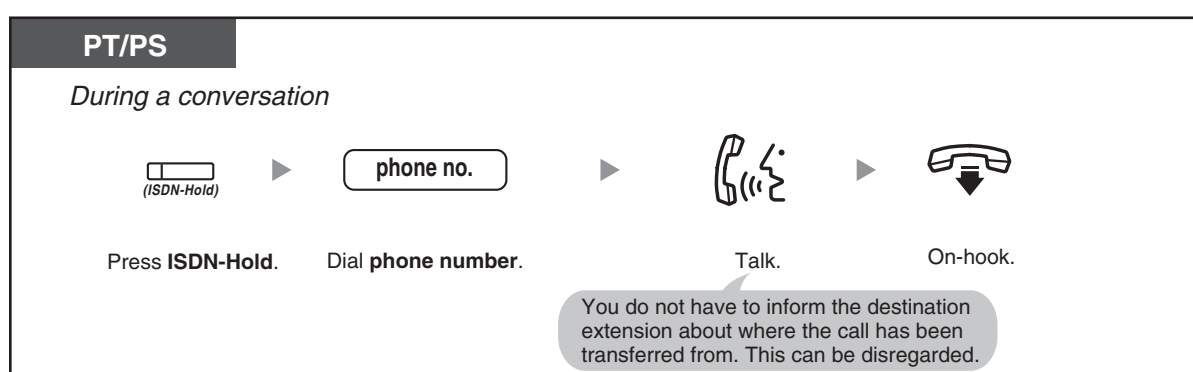 PT/PS
During a conversation
(ISDN-Hold)
phone no.
Press ISDN-Hold.
Dial phone number.
Talk.
On-hook.
You do not have to inform the destination
extension about where the call has been
transferred from. This can be disregarded.